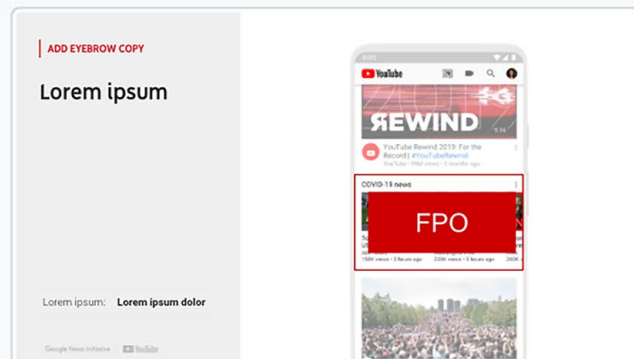 ADD EYEBROW COPY
Lorem ipsum
Lorem ipsum: Lorem ipsum dolor
Google News Initiative YouTube
YouTube
REWIND
YouTube Rewind 2019: For the
Record | #YouTubeRewind
COVID-19 news
FPO